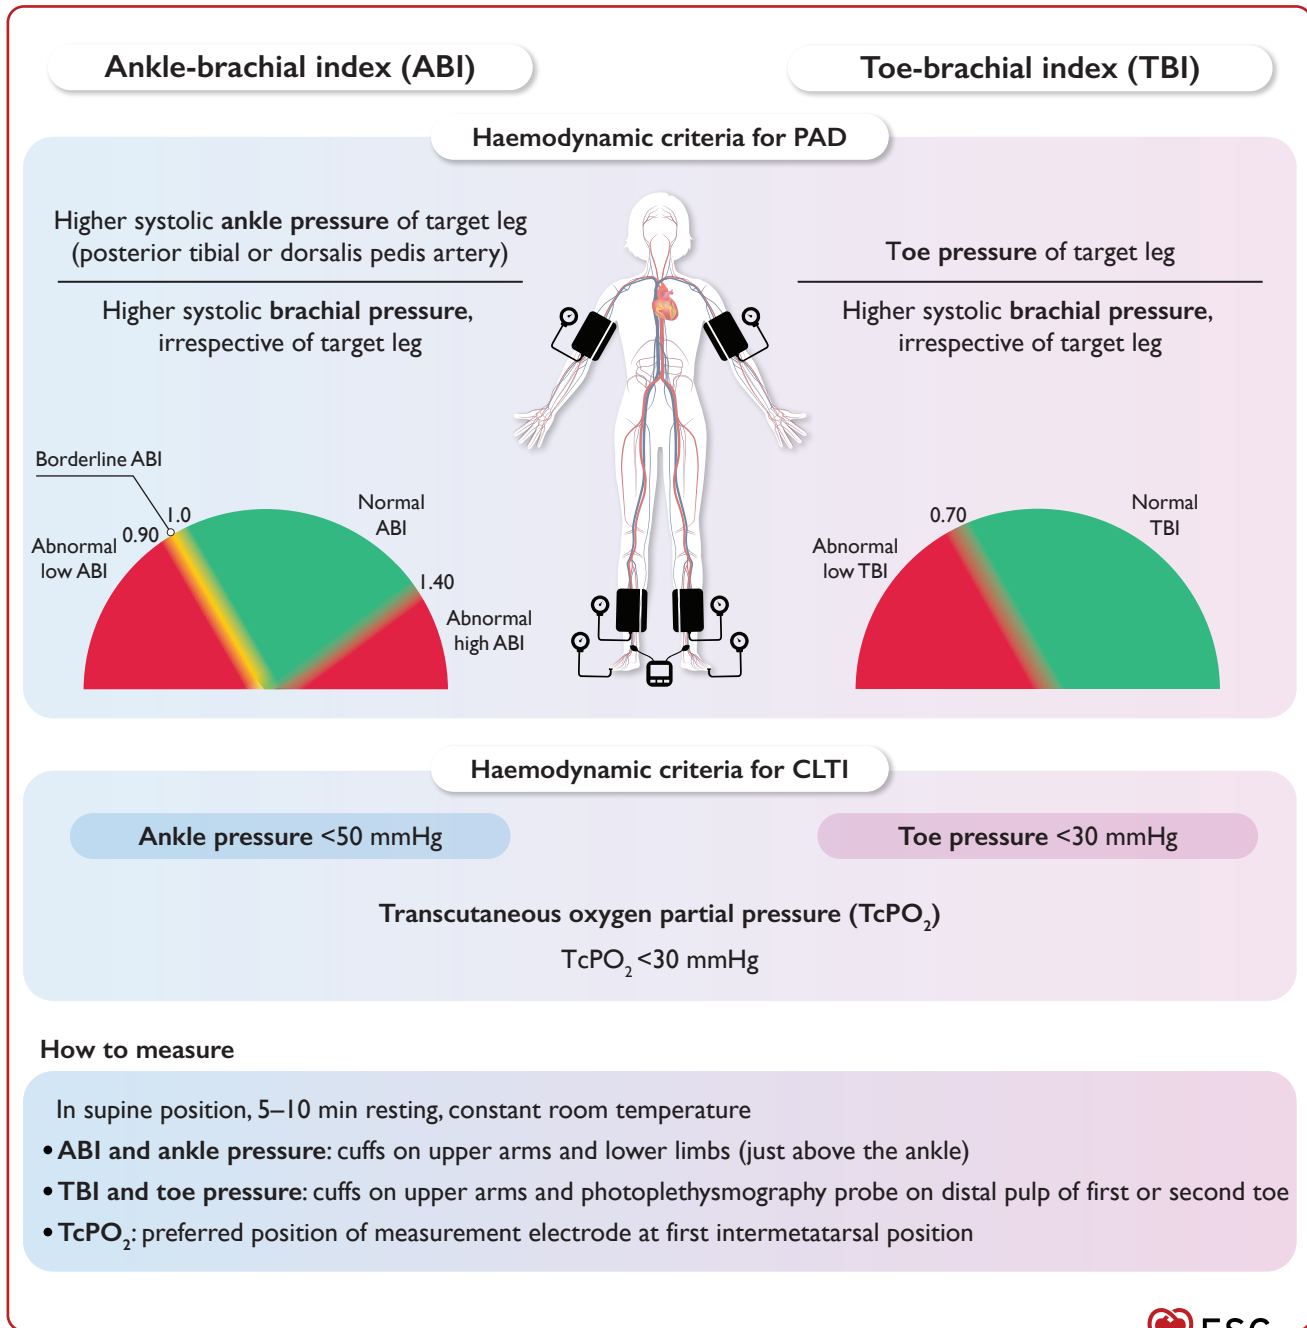 Ankle-brachial index (ABI)
Toe-brachial index (TBI)
Haemodynamic criteria for PAD
Higher systolic ankle pressure of target leg
(posterior tibial or dorsalis pedis artery)
Higher systolic brachial pressure,
irrespective of target leg
Toe pressure of target leg
Higher systolic brachial pressure,
irrespective of target leg
Borderline ABI
1.0
0.90
Abnormal
low ABI
Normal
ABI
1.40
Abnormal
high ABI
0.70
Abnormal
low TBI
Normal
TBI
Haemodynamic criteria for CLTI
Ankle pressure <50 mmHg
Toe pressure <30 mmHg
Transcutaneous oxygen partial pressure (TcPO₂)
TcPO₂ <30 mmHg
How to measure
In supine position, 5–10 min resting, constant room temperature
• ABI and ankle pressure: cuffs on upper arms and lower limbs (just above the ankle)
• TBI and toe pressure: cuffs on upper arms and photoplethysmography probe on distal pulp of first or second toe
• TcPO₂: preferred position of measurement electrode at first intermetatarsal position
ESC